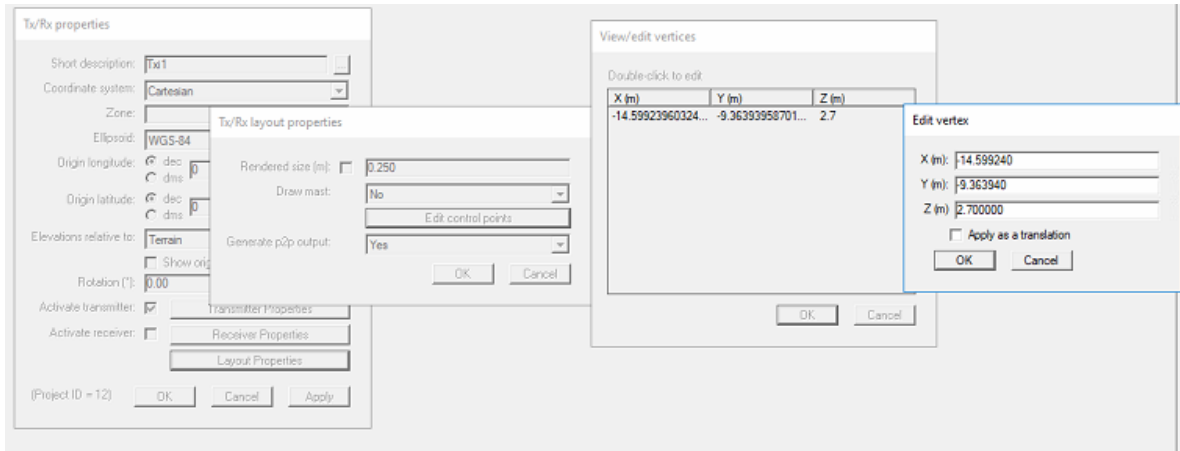 Tx/Rx properties
Short description: Txi1 ...
Coordinate system: Cartesian
Zone:
Ellipsoid: WGS-84
Origin longitude: dec 0
dms
Origin latitude: dec 0
dms
Elevations relative to: Terrain
Show orig
Rotation (°): 0.00
Activate transmitter: Transmitter Properties
Activate receiver: Receiver Properties
Layout Properties
(Project ID = 12) OK Cancel Apply
Tx/Rx layout properties
Rendered size (m): 0.250
Draw mast: No
Edit control points
Generate p2p output: Yes
OK Cancel
View/edit vertices
Double-click to edit
X (m) Y (m) Z (m)
-14.59923960324... -9.36393958701... 2.7
OK Cancel
Edit vertex
X (m): -14.599240
Y (m): -9.363940
Z (m) 2.700000
Apply as a translation
OK Cancel